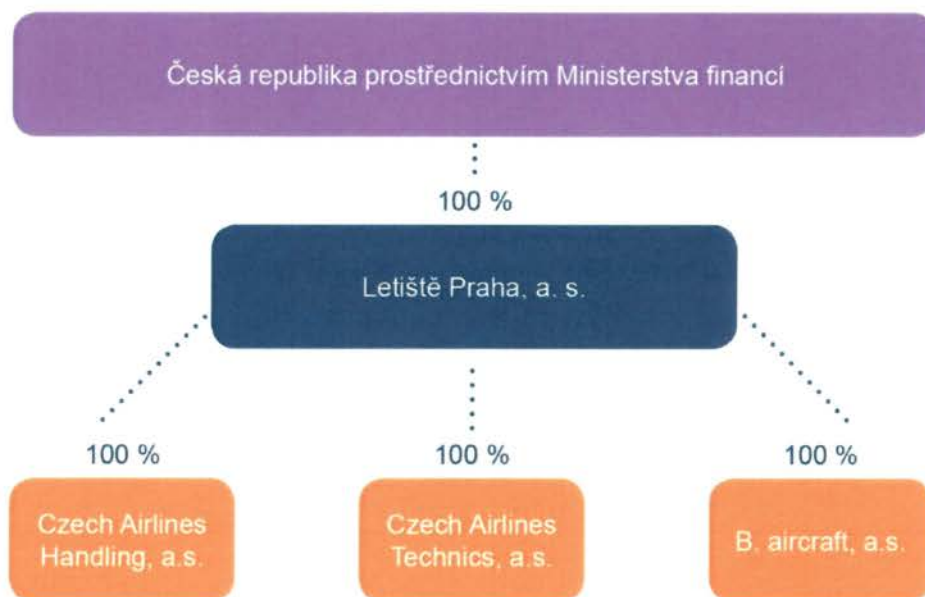 Česká republika prostřednictvím Ministerstva financí
100 %
Letiště Praha, a. s.
100 %
100 %
100 %
Czech Airlines
Handling, a.s.
Czech Airlines
Technics, a.s.
B. aircraft, a.s.